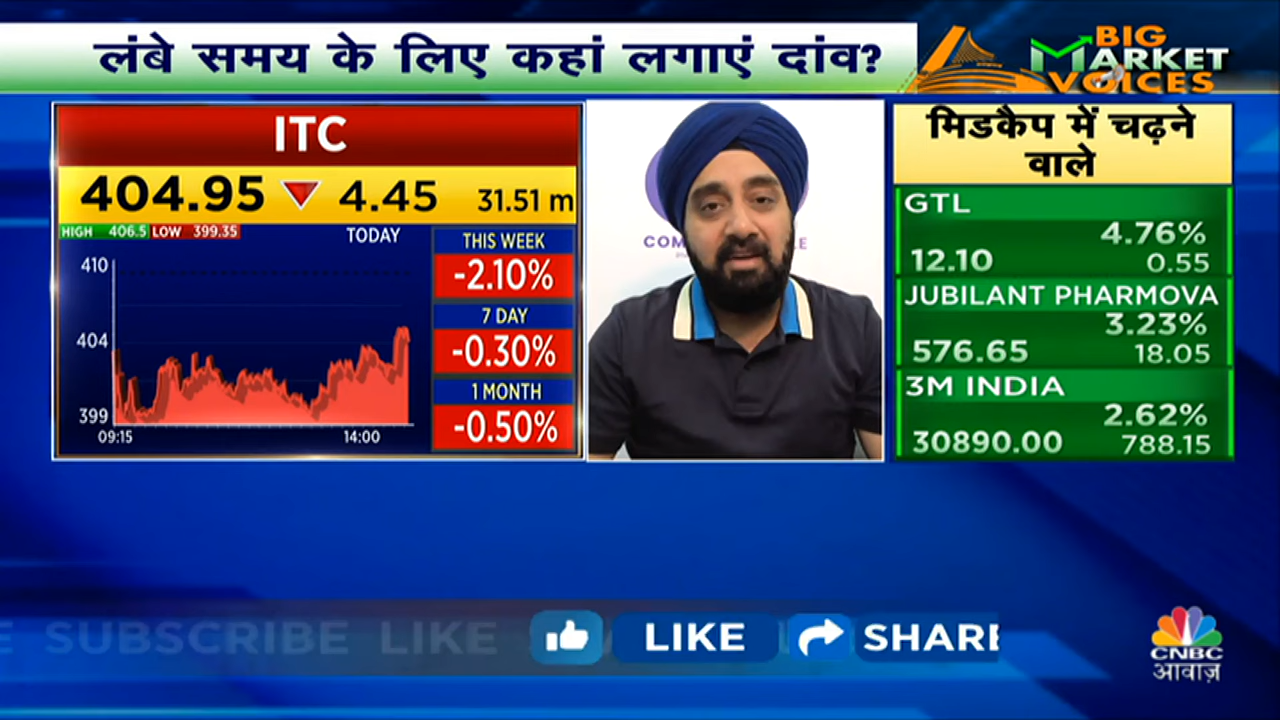 लंबे समय के लिए कहां लगाएं दांव?
BIG
MARKET
VOICES
ITC
404.95 4.45 31.51 m
HIGH 406.5 LOW 399.35
TODAY
410
404
399
09:15 14:00
THIS WEEK
-2.10%
7 DAY
-0.30%
1 MONTH
-0.50%
COM
LE
मिडकैप में चढ़ने
वाले
GTL
4.76%
12.10 0.55
JUBILANT PHARMOVA
3.23%
576.65 18.05
3M INDIA
2.62%
30890.00 788.15
E SUBSCRIBE LIKE LIKE SHARE
CNBC
आवाज़